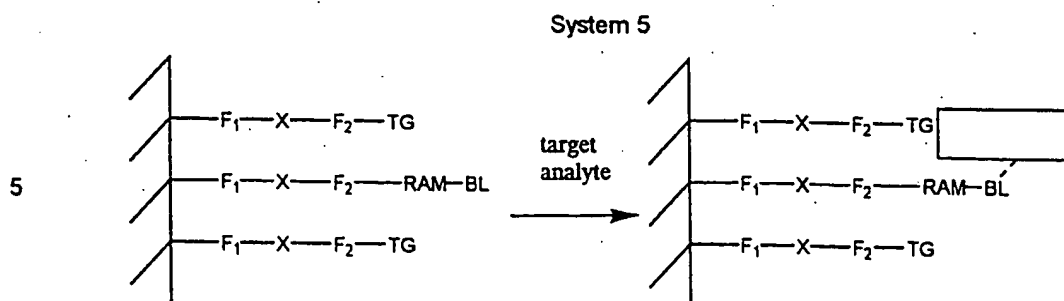 System 5
F₁—X—F₂—TG
F₁—X—F₂—RAM—BL
F₁—X—F₂—TG
5
target
analyte
F₁—X—F₂—TG
F₁—X—F₂—RAM—BL
F₁—X—F₂—TG